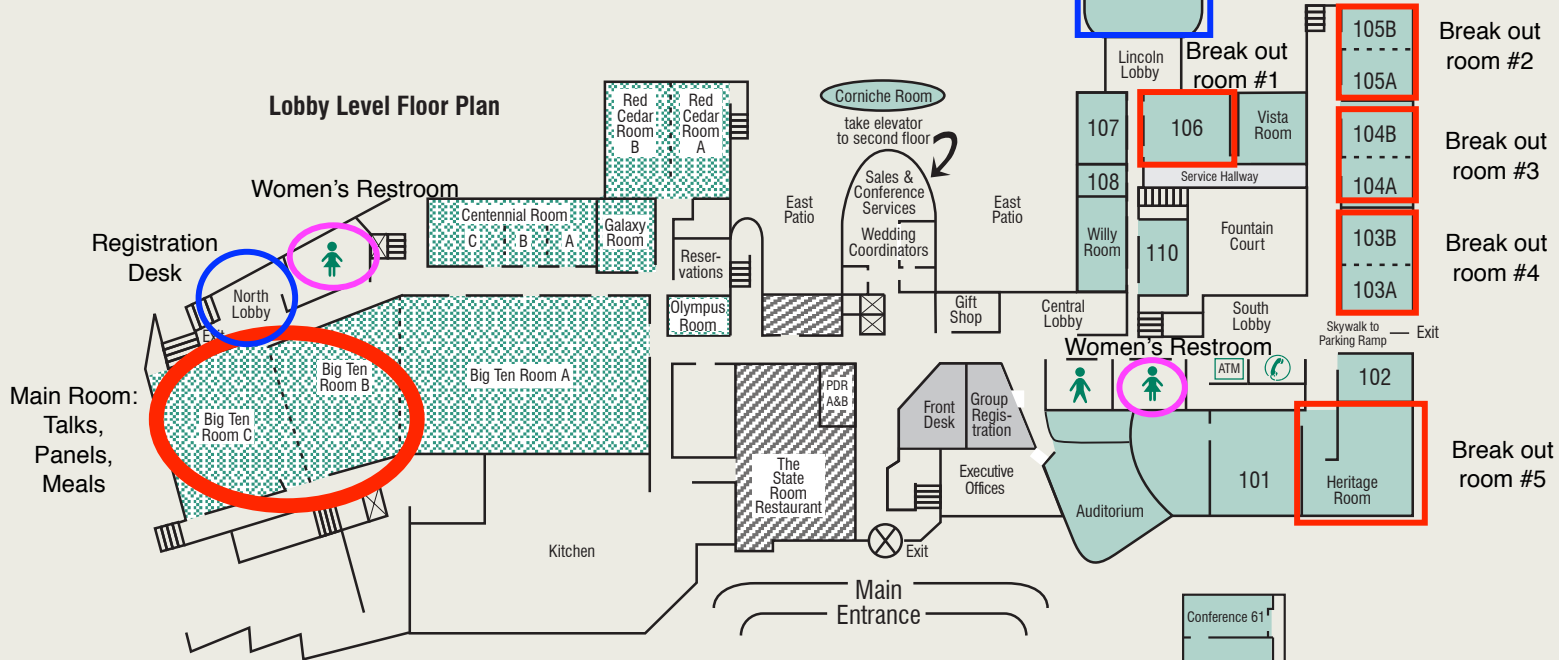 Lobby Level Floor Plan
Women's Restroom
Registration
Desk
North
Lobby
Main Room:
Talks,
Panels,
Meals
Big Ten
Room C
Big Ten
Room B
Big Ten Room A
Centennial Room
C
B
A
Galaxy
Room
Red
Cedar
Room
B
Red
Cedar
Room
A
Reser-
vations
Olympus
Room
East
Patio
Corniche Room
take elevator
to second floor
Sales &
Conference
Services
Wedding
Coordinators
East
Patio
Gift
Shop
Central
Lobby
Lincoln
Lobby
Break out
room #1
107
108
Willy
Room
106
Vista
Room
Service Hallway
110
Fountain
Court
South
Lobby
105B
105A
Break out
room #2
104B
104A
Break out
room #3
103B
103A
Break out
room #4
Skywalk to
Parking Ramp
Exit
Women's Restroom
ATM
102
Heritage
Room
Break out
room #5
101
Auditorium
Front
Desk
Group
Regis-
tration
Executive
Offices
PDR
A&B
The
State
Room
Restaurant
Kitchen
Exit
Main
Entrance
Conference 61